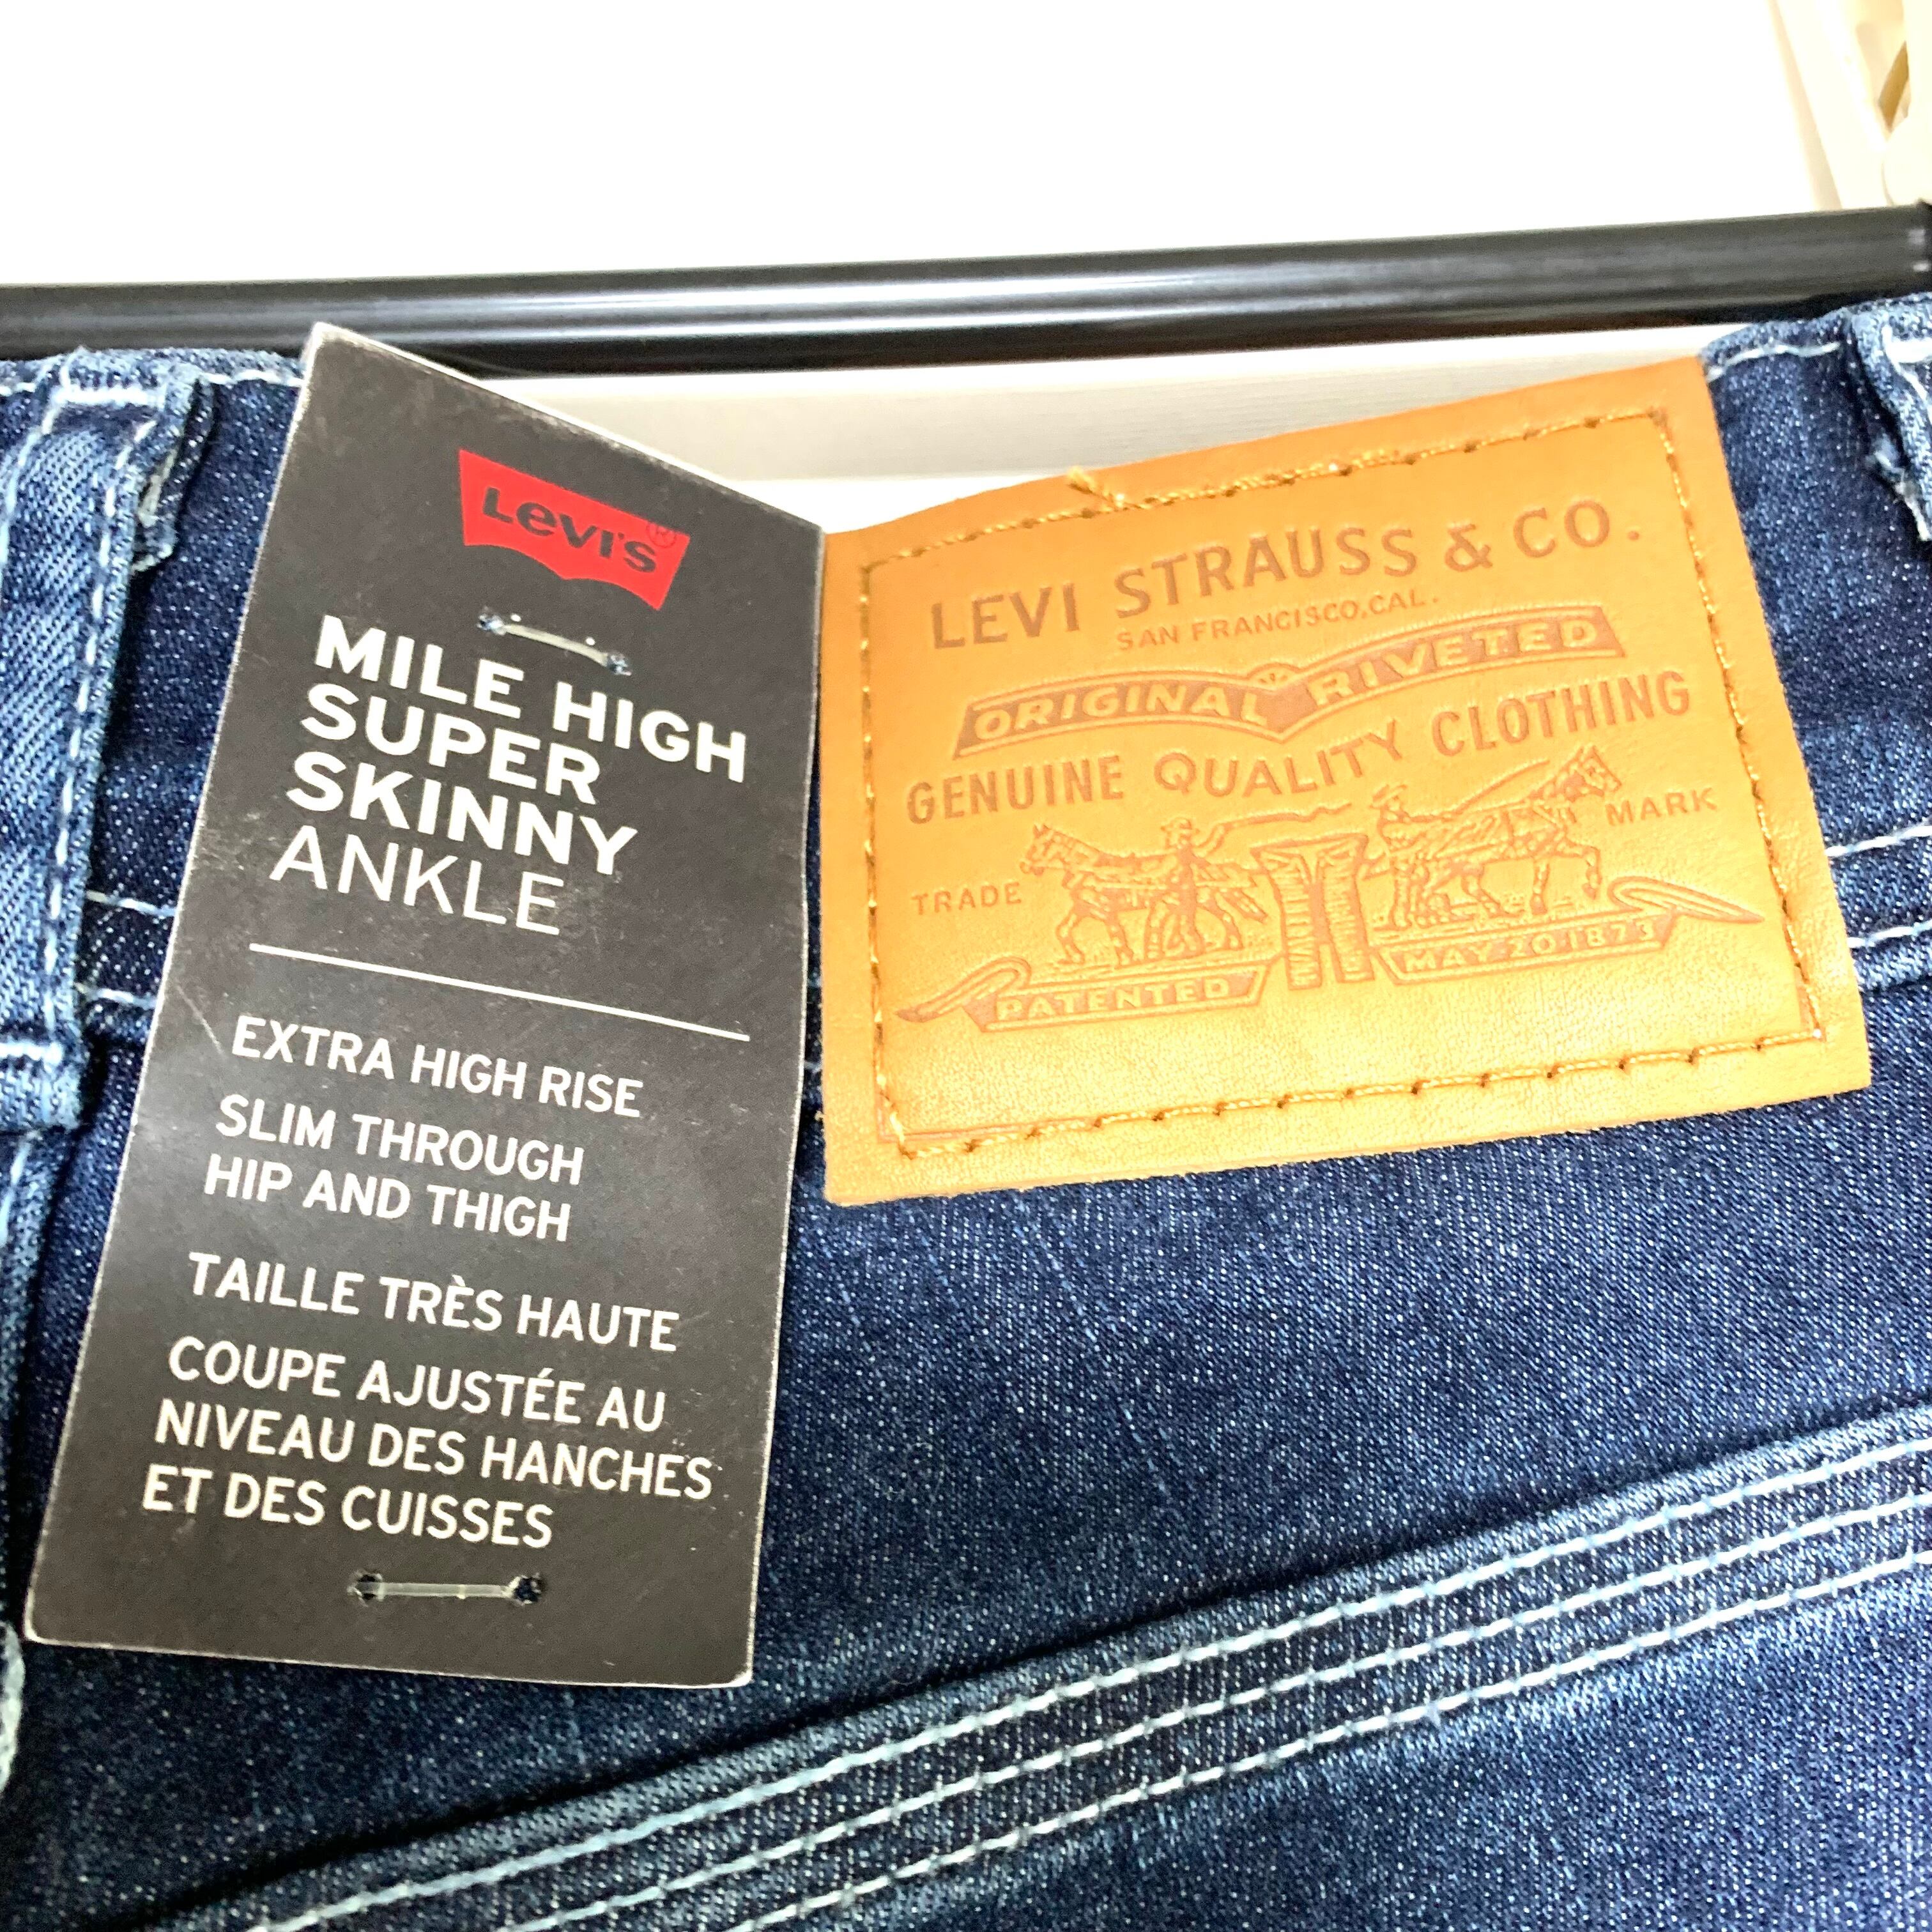 Levi's®
MILE HIGH
SUPER
SKINNY
ANKLE
EXTRA HIGH RISE
SLIM THROUGH
HIP AND THIGH
TAILLE TRÈS HAUTE
COUPE AJUSTÉE AU
NIVEAU DES HANCHES
ET DES CUISSES
LEVI STRAUSS & CO.
SAN FRANCISCO, CAL.
ORIGINAL RIVETED
GENUINE QUALITY CLOTHING
TRADE MARK
PATENTED MAY 20 1873